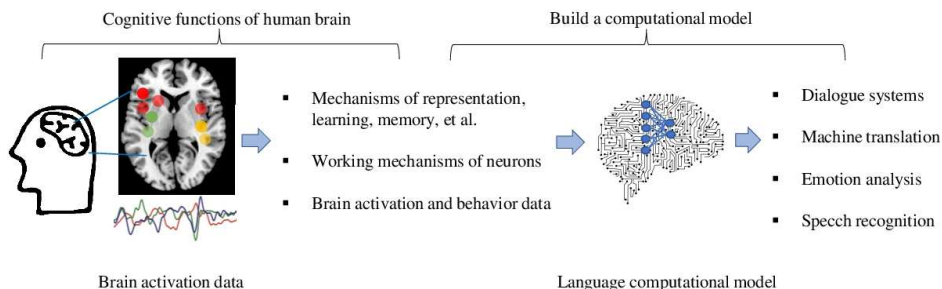 Cognitive functions of human brain
Build a computational model
▪ Mechanisms of representation,
learning, memory, et al.
▪ Working mechanisms of neurons
▪ Brain activation and behavior data
▪ Dialogue systems
▪ Machine translation
▪ Emotion analysis
▪ Specch recognition
Brain activation data
Language computational model